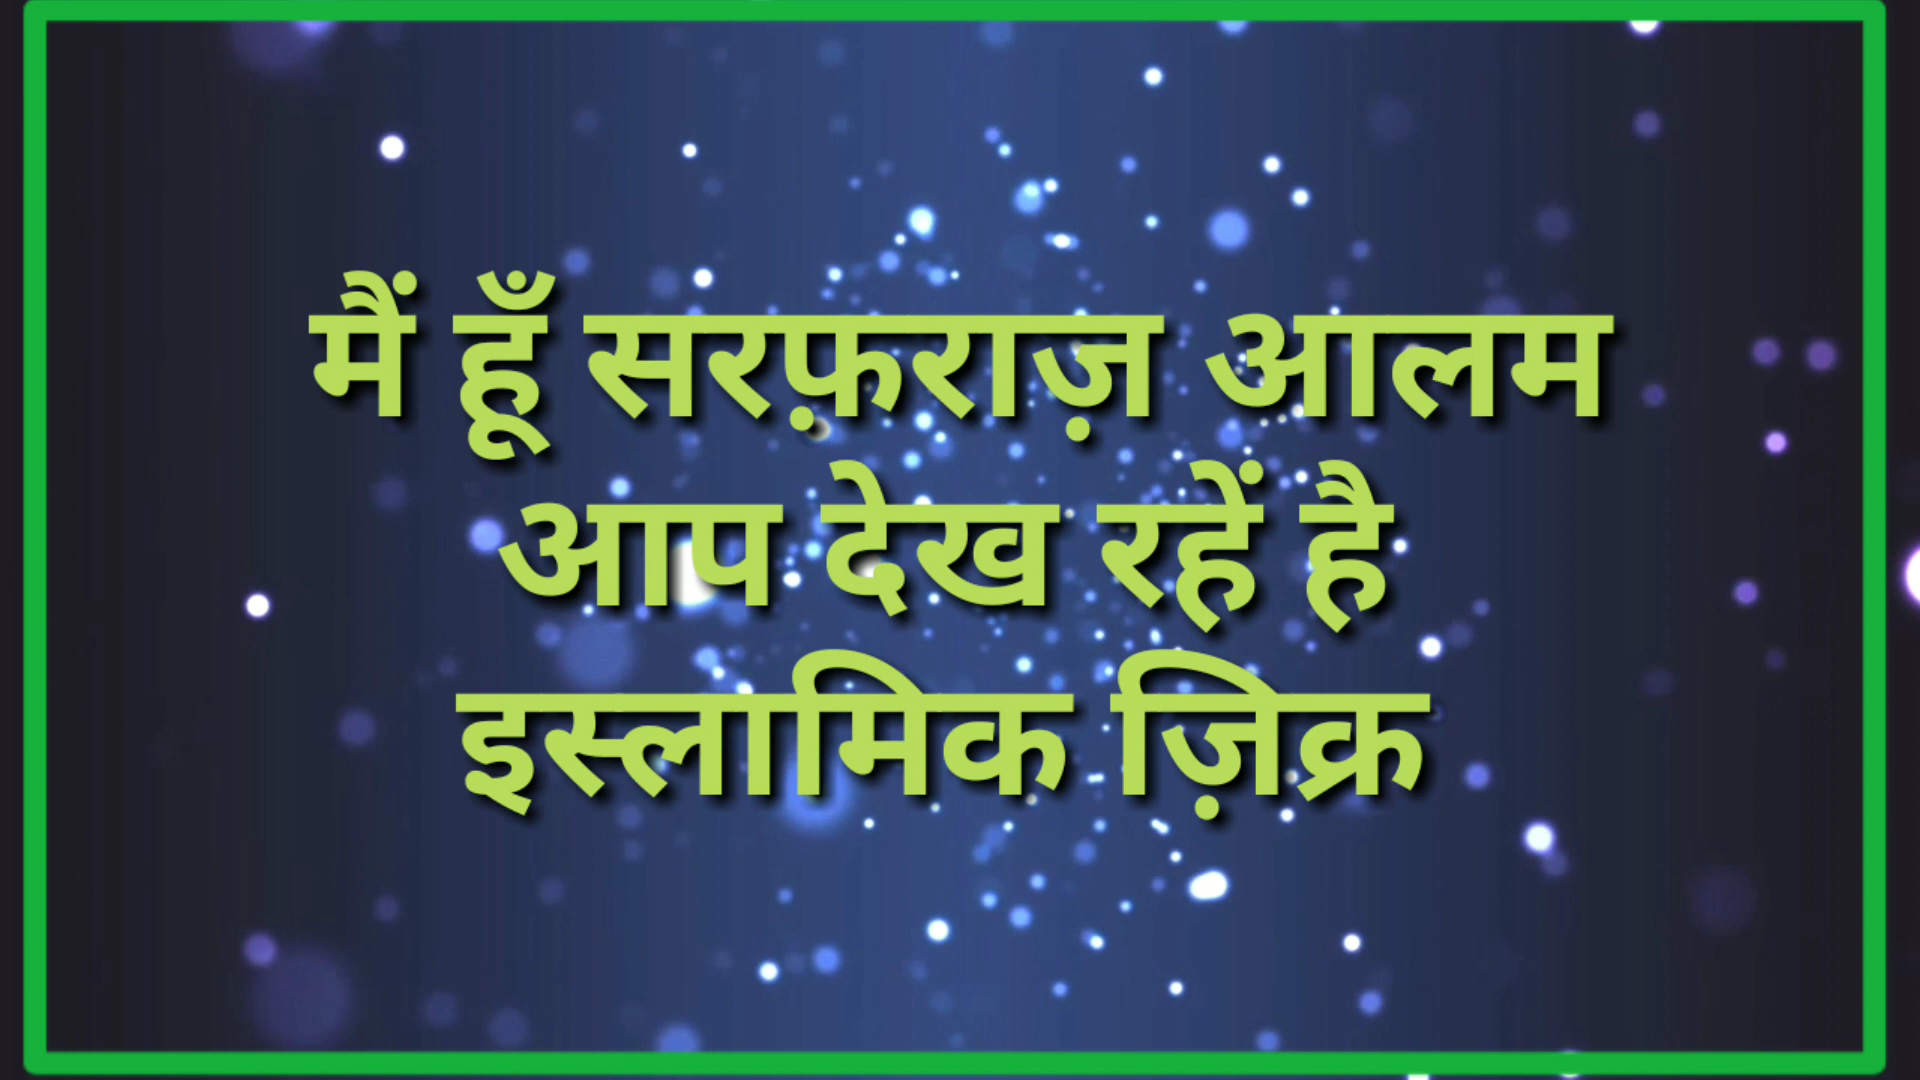 मैं हूँ सरफ़राज़ आलम
आप देख रहें है
इस्लामिक ज़िक्र